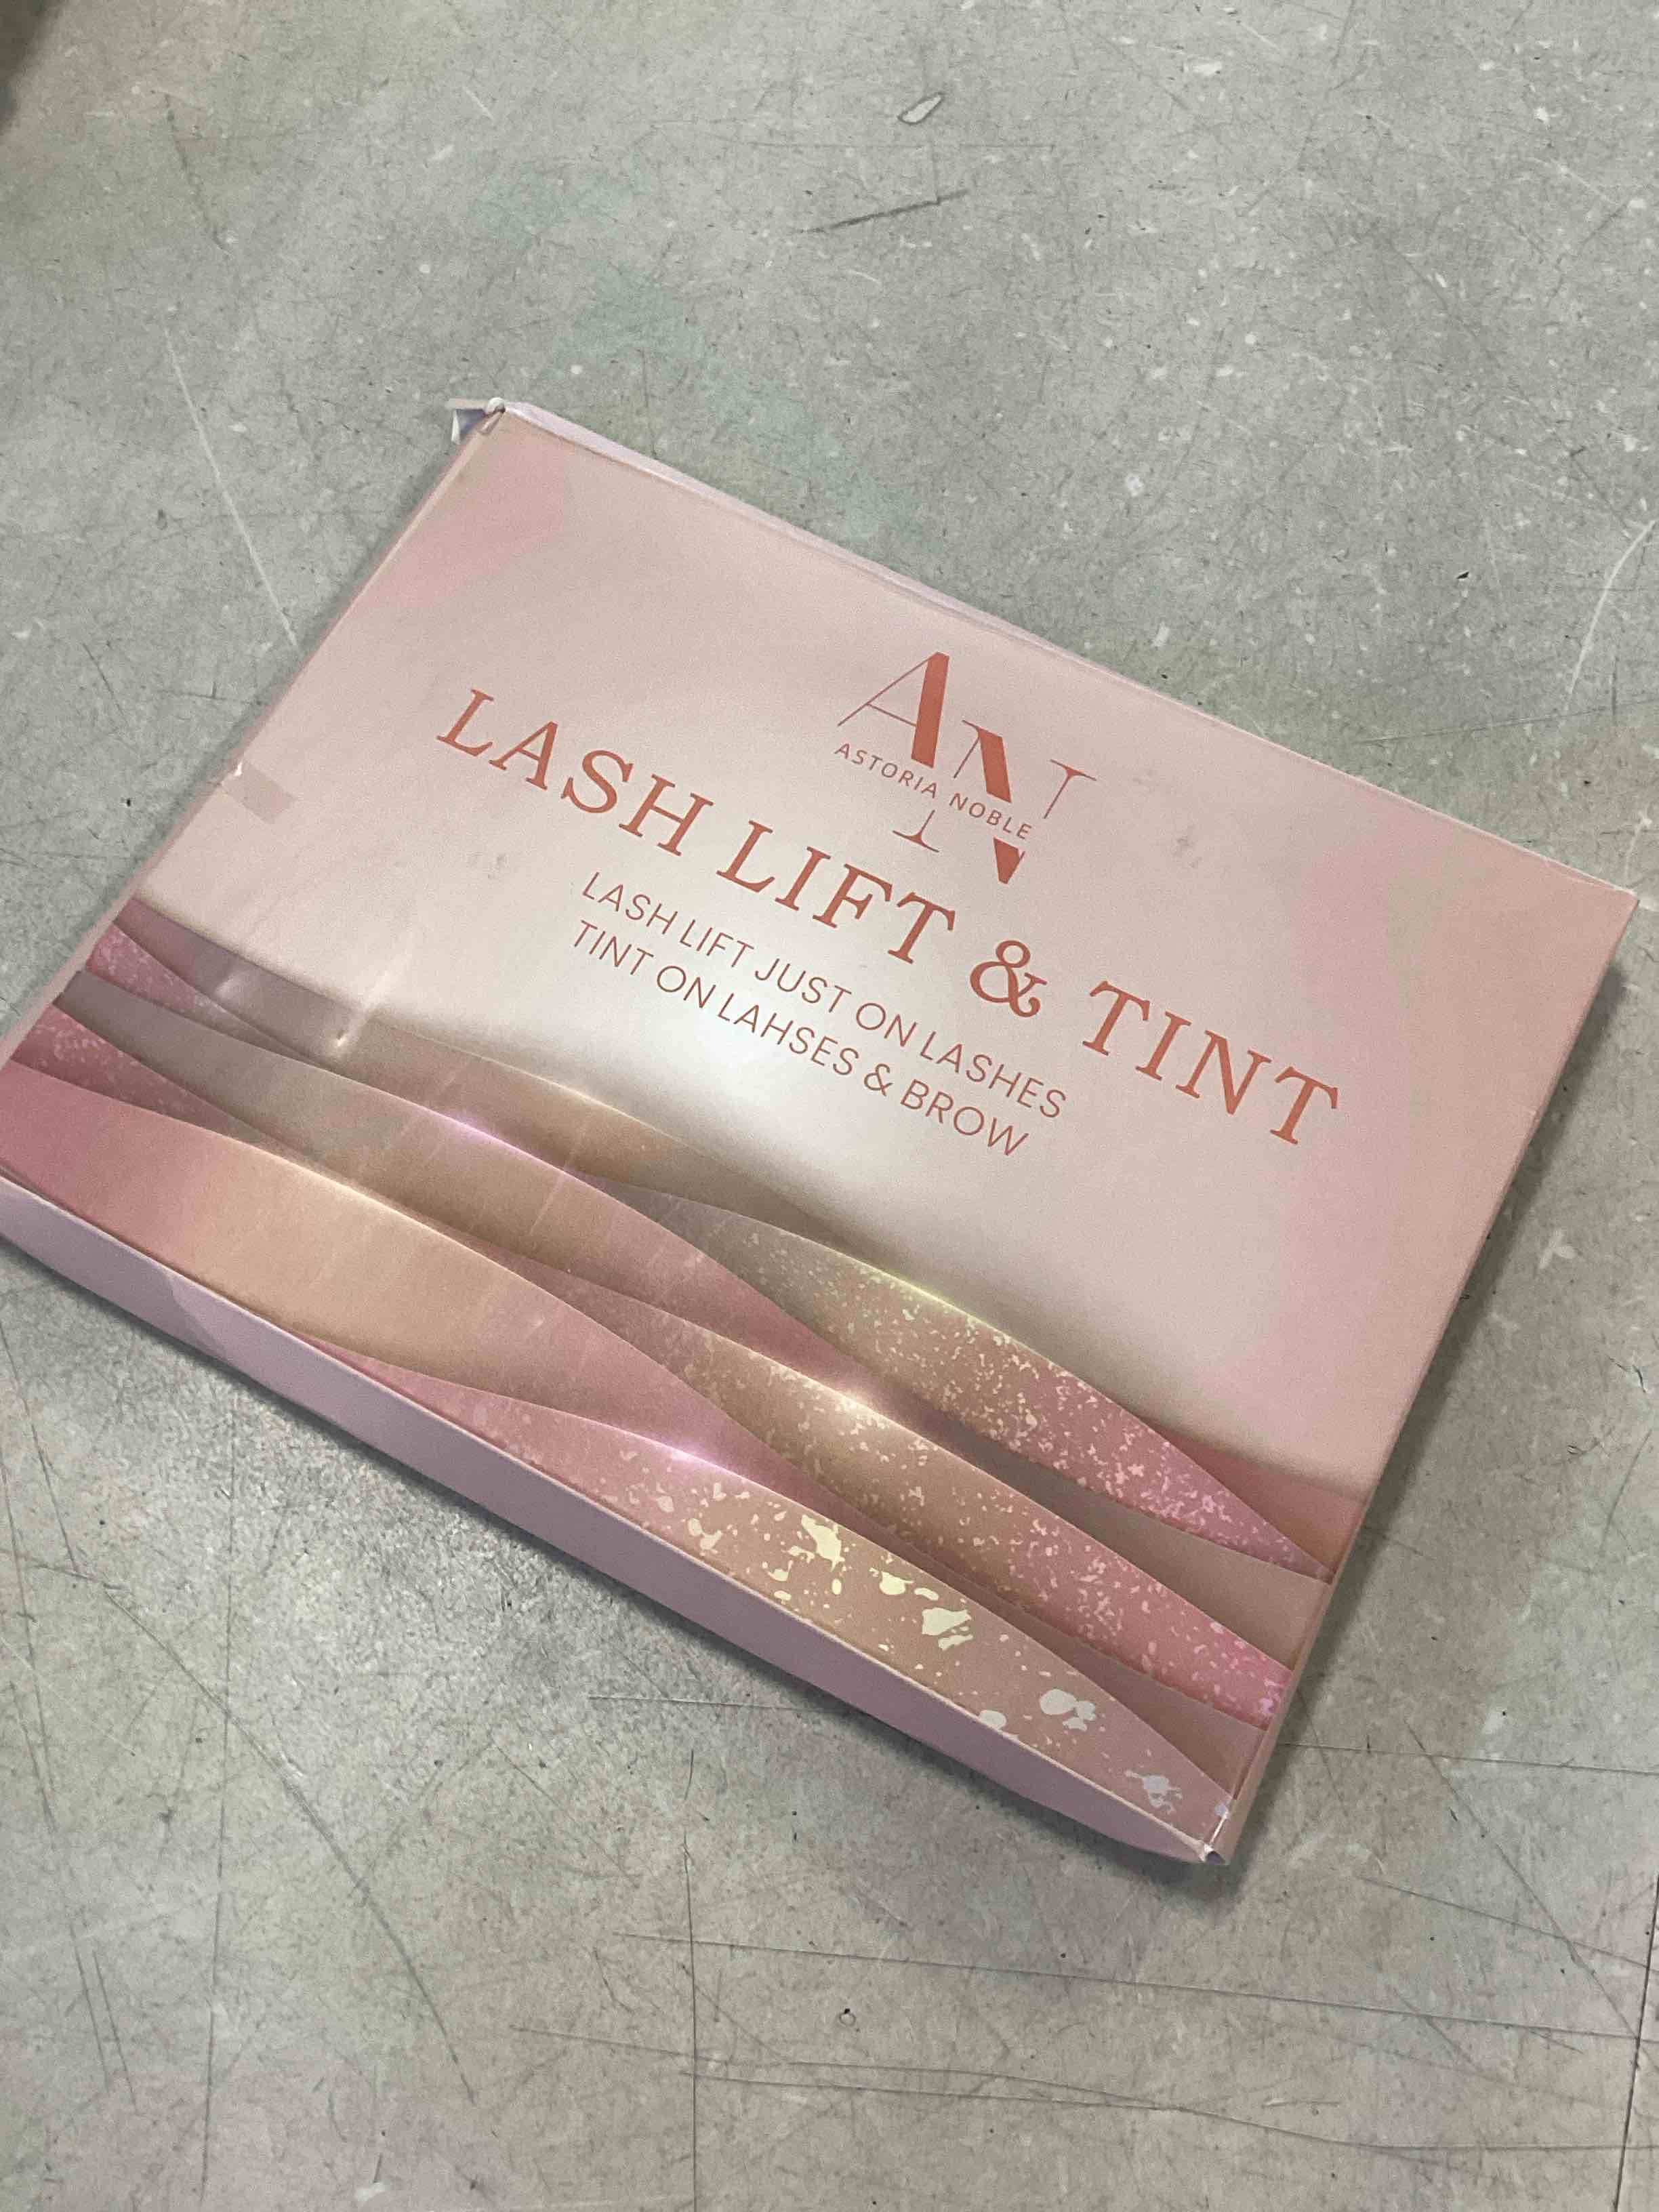 AN
ASTORIA NOBLE
LASH LIFT & TINT
LASH LIFT JUST ON LASHES
TINT ON LAHSES & BROW